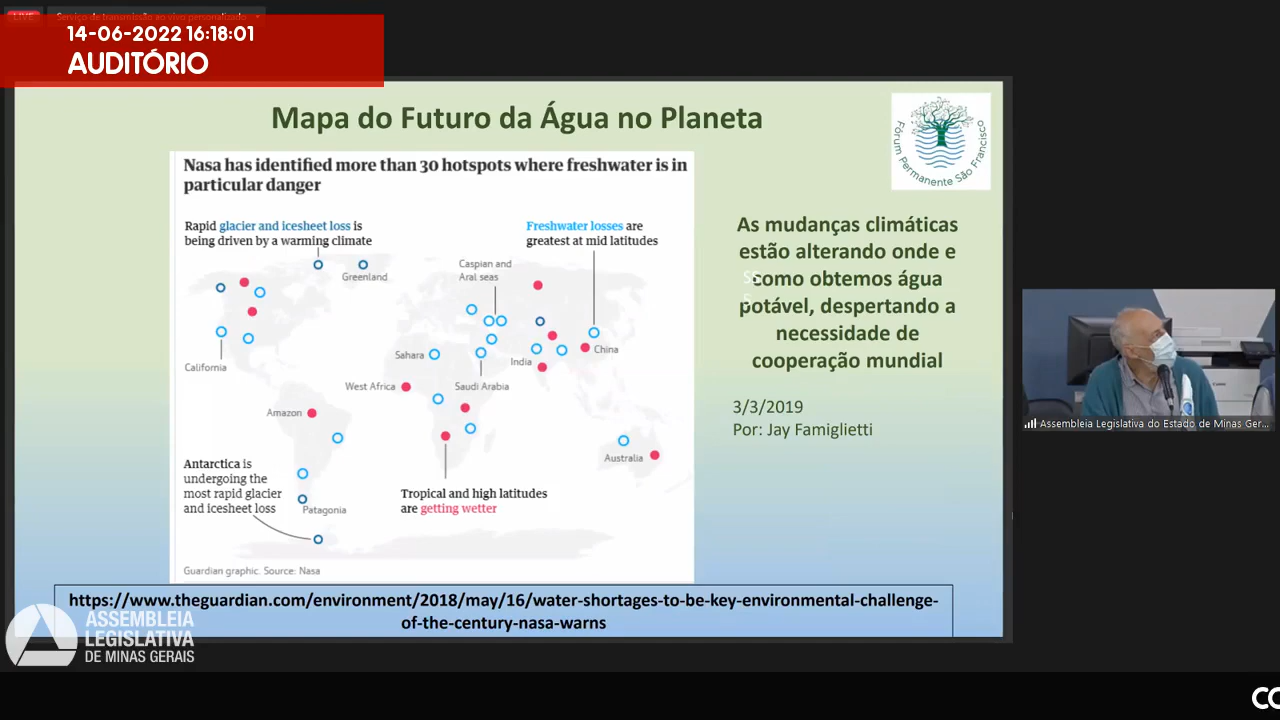 LIVE
Serviço de transmissão ao vivo personalizado
14-06-2022 16:18:01
AUDITÓRIO
Mapa do Futuro da Água no Planeta
Fórum Permanente São Francisco
Nasa has identified more than 30 hotspots where freshwater is in
particular danger
Rapid glacier and icesheet loss is
being driven by a warming climate
Freshwater losses are
greatest at mid latitudes
Greenland
Caspian and
Aral seas
California
Sahara
India
China
West Africa
Saudi Arabia
Amazon
Australia
Antarctica is
undergoing the
most rapid glacier
and icesheet loss
Patagonia
Tropical and high latitudes
are getting wetter
Guardian graphic. Source: Nasa
As mudanças climáticas
estão alterando onde e
como obtemos água
potável, despertando a
necessidade de
cooperação mundial
3/3/2019
Por: Jay Famiglietti
Assembleia Legislativa do Estado de Minas Ger...
https://www.theguardian.com/environment/2018/may/16/water-shortages-to-be-key-environmental-challenge-
of-the-century-nasa-warns
ASSEMBLEIA
LEGISLATIVA
DE MINAS GERAIS